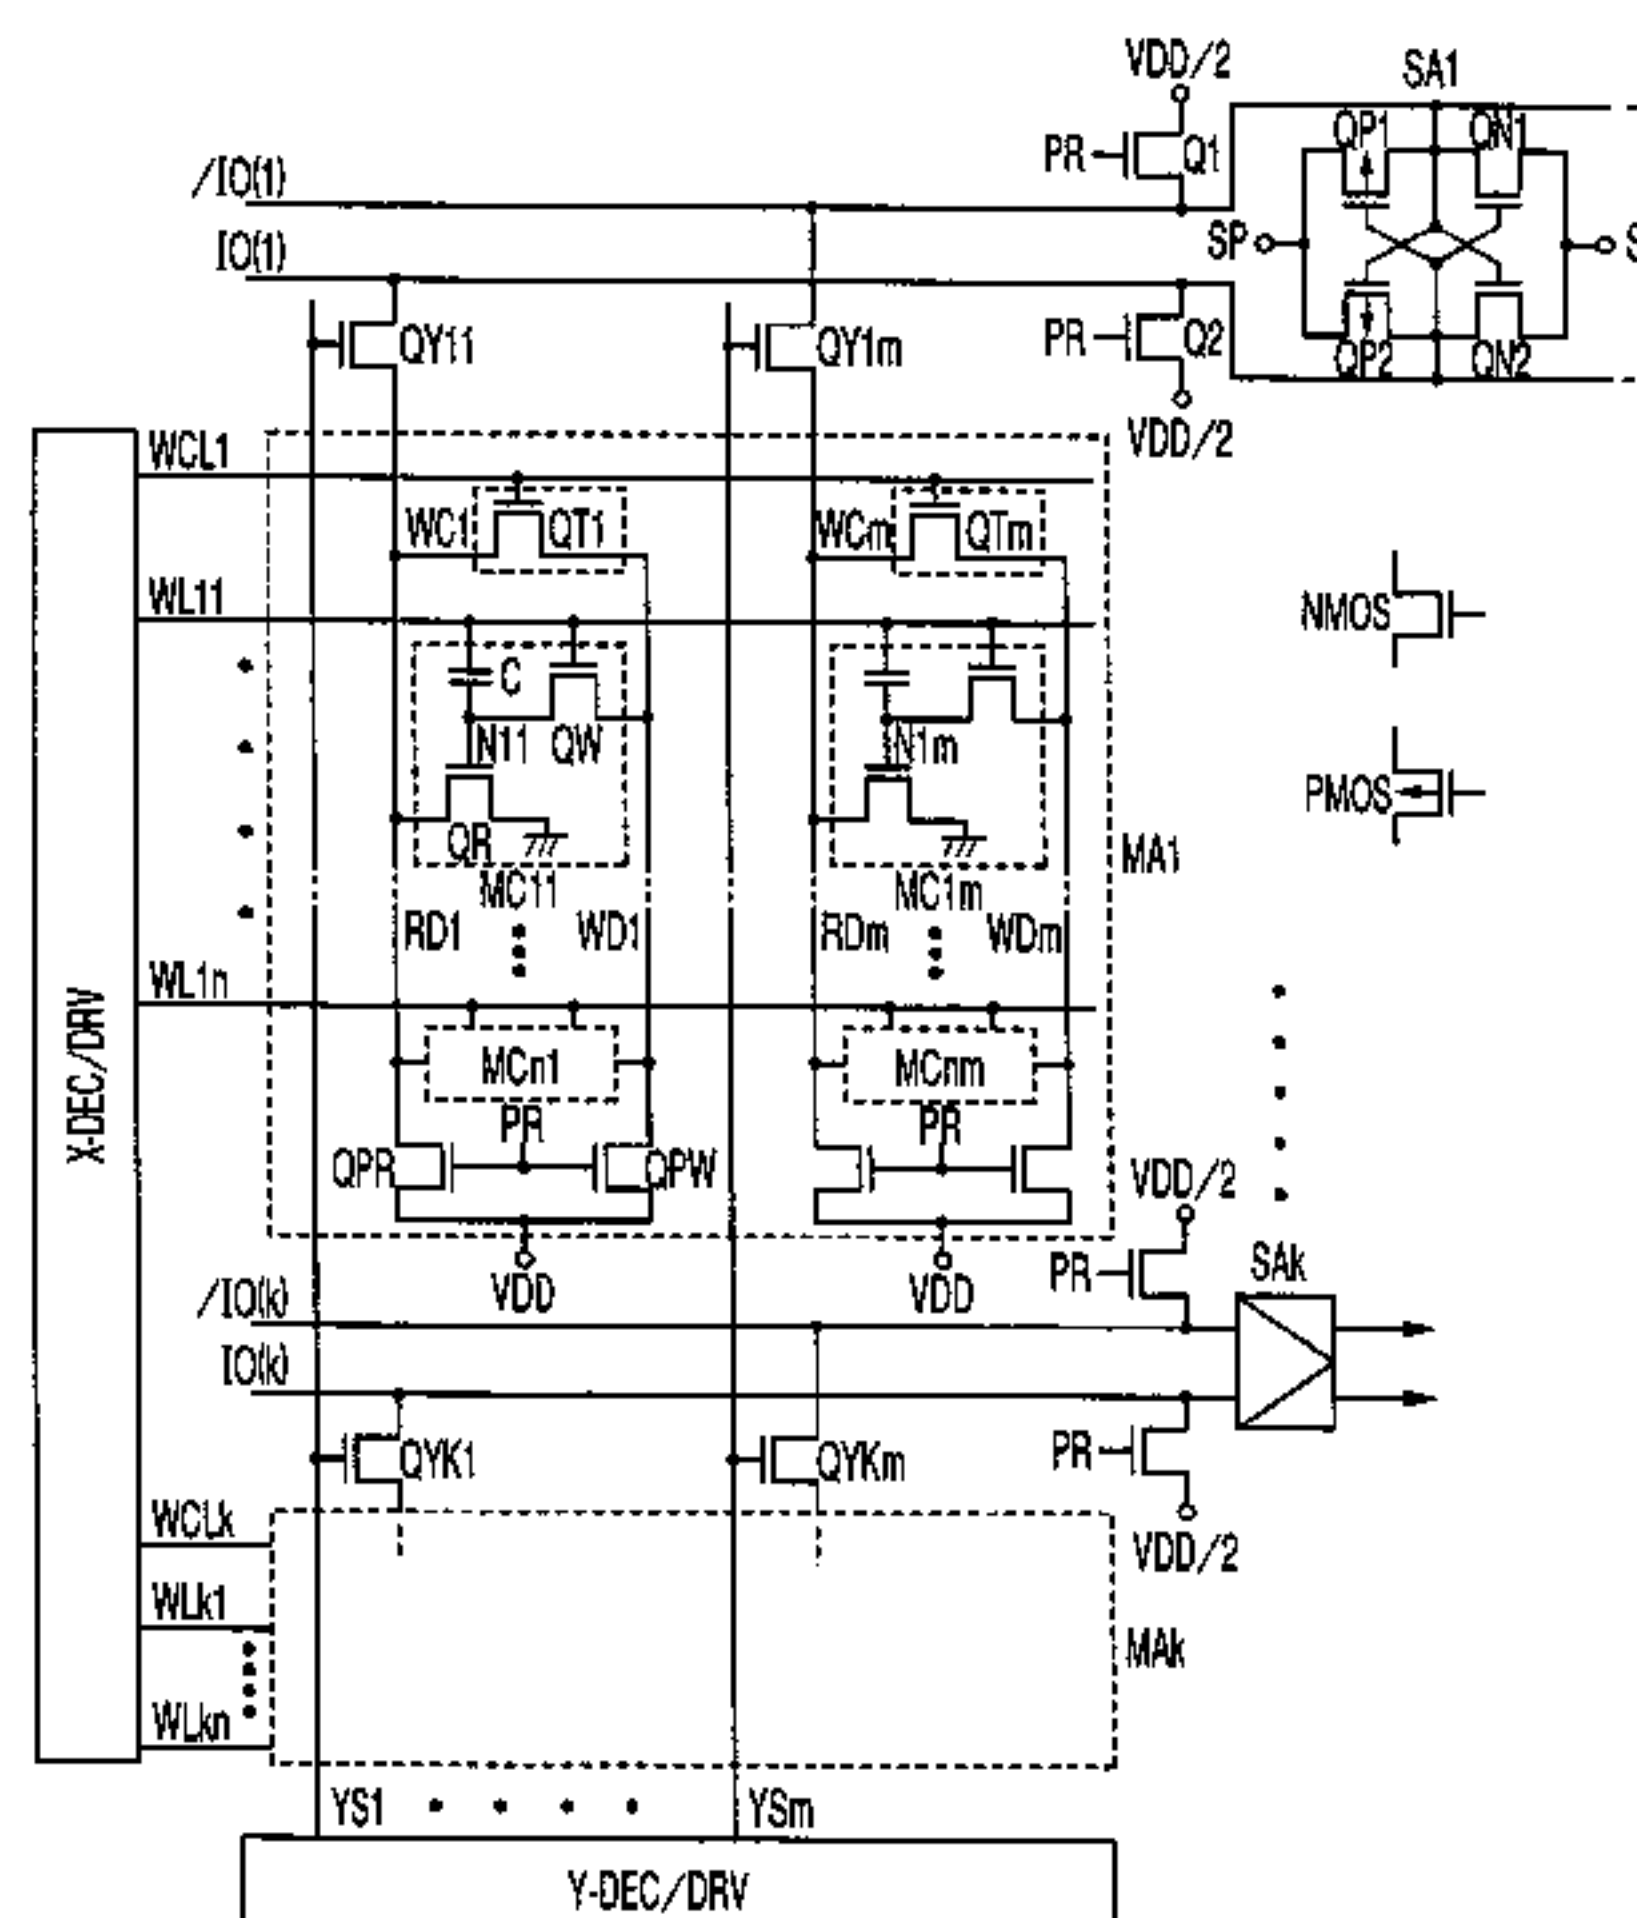 VDD/2
SA1
QP1
QN1
PR
Q1
/IO(1)
SP
S
IO(1)
QY11
QY1m
PR
Q2
QP2
QN2
VDD/2
WCL1
WC1
QT1
WCm
QTm
WL11
NMOS
C
N11
QW
N1m
PMOS
QR
MC11
MC1m
MA1
RD1
WD1
RDm
WDm
WL1n
X-DEC/DRV
MCn1
MCnm
PR
PR
QPR
QPW
VDD/2
VDD
VDD
PR
SAk
/IO(k)
IO(k)
QYK1
QYKm
PR
WCLk
VDD/2
WLk1
MAk
WLkn
YS1
YSm
Y-DEC/DRV